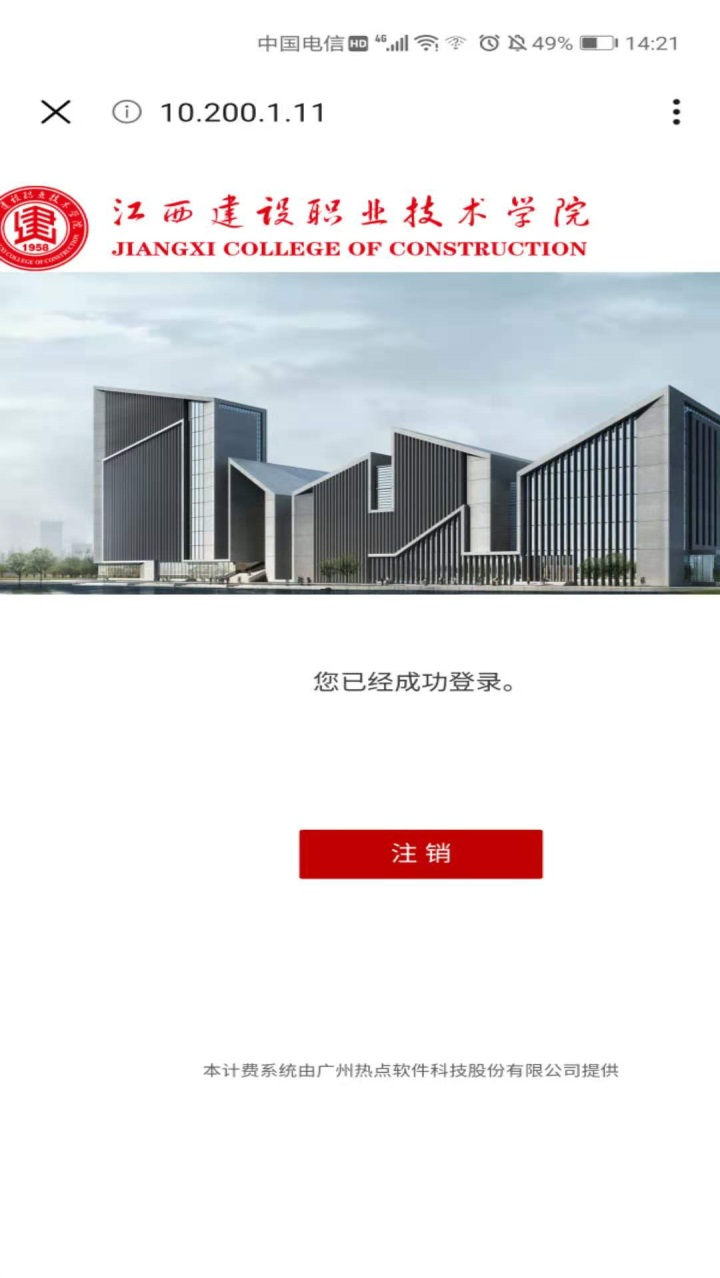 中国电信 HD 4G 49% 14:21
10.200.1.11
江西建设职业技术学院
JIANGXI COLLEGE OF CONSTRUCTION
1958
您已经成功登录。
注 销
本计费系统由广州热点软件科技股份有限公司提供